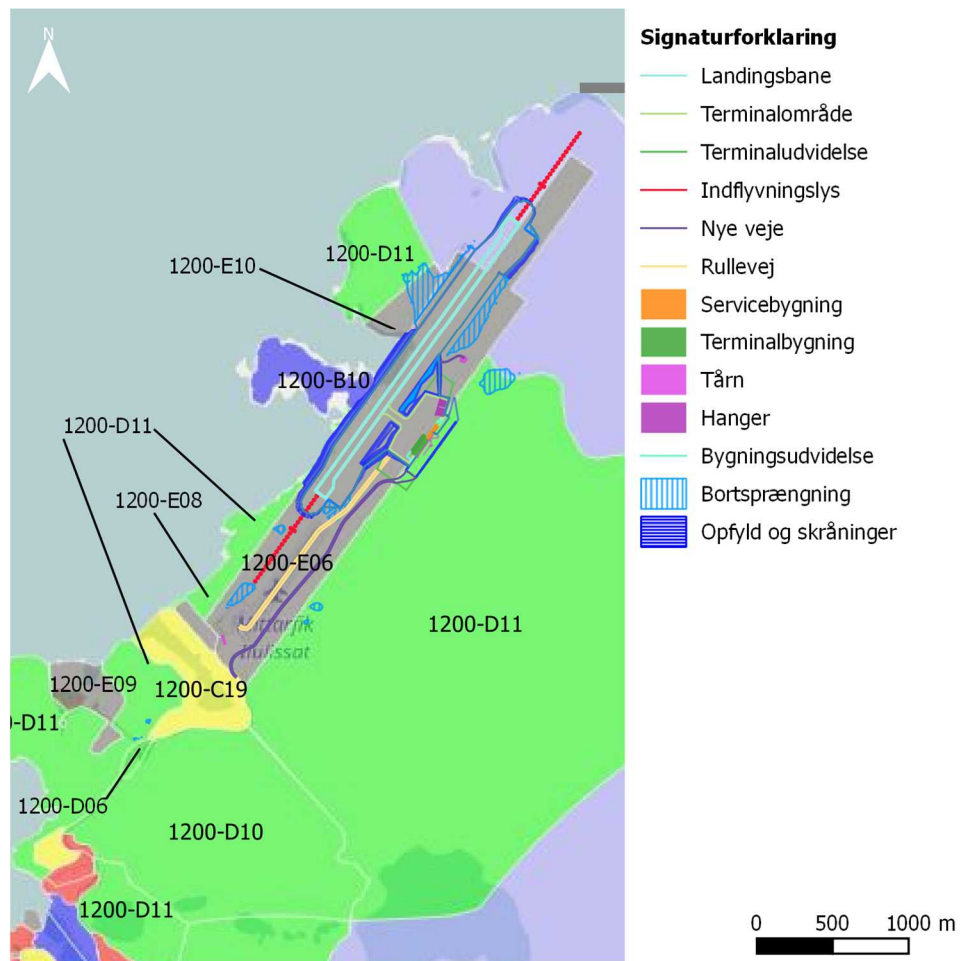 N
Signaturforklaring
Landingsbane
Terminalområde
Terminaludvidelse
Indflyvningslys
Nye veje
Rullevej
Servicebygning
Terminalbygning
Tårn
Hanger
Bygningsudvidelse
Bortsprængning
Opfyld og skråninger
1200-D11
1200-E10
1200-B10
1200-D11
1200-E08
1200-E06
Mittarfik
Ilulissat
1200-D11
1200-E09
1200-C19
-D11
1200-D06
1200-D10
1200-D11
0 500 1000 m